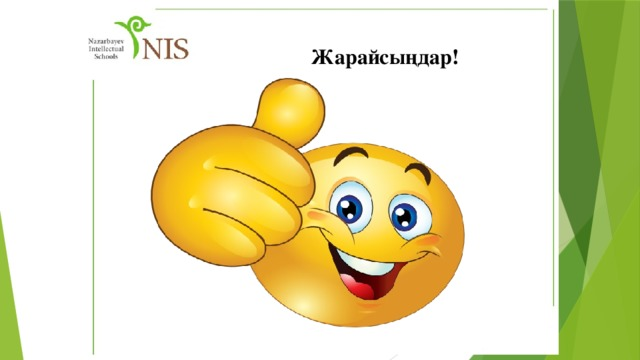 Nazarbayev
Intellectual
Schools
NIS
Жарайсыңдар!